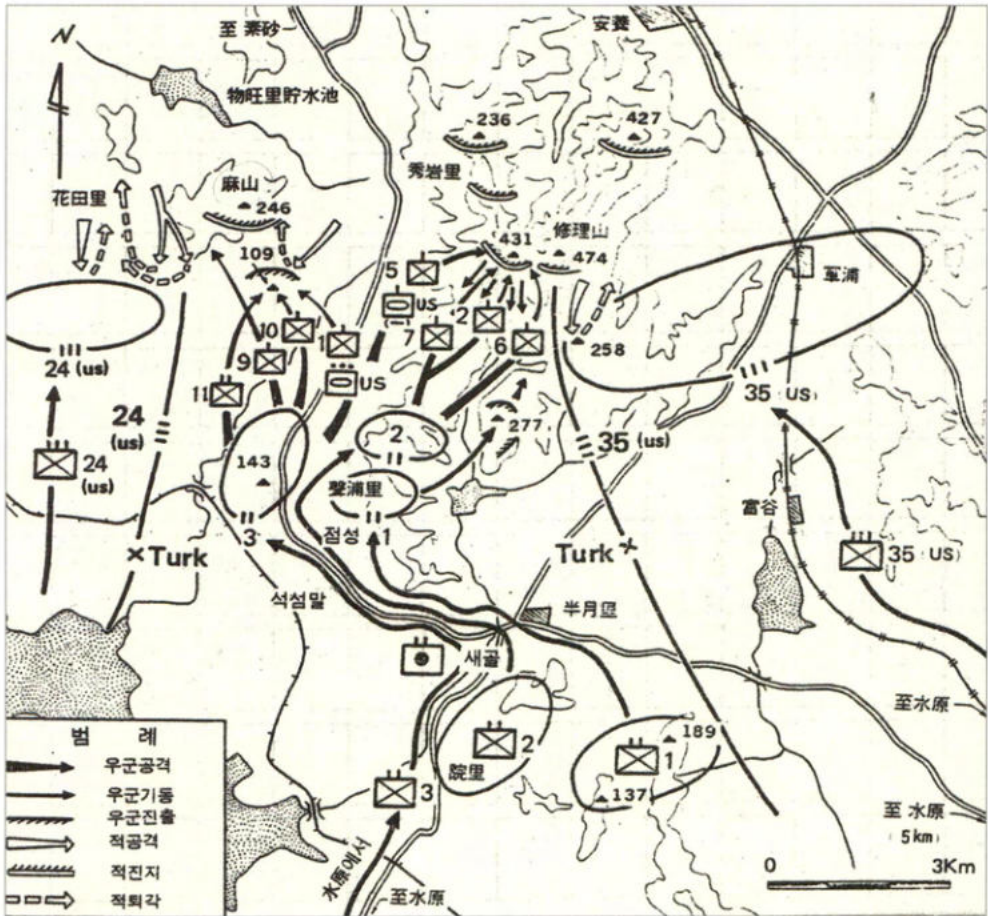 N
至 素砂
安養
物旺里貯水池
236
427
秀岩里
花田里
麻山
246
修理山
431
474
109
軍浦
5
US
10
1
7
2
6
258
9
US
11
24 (us)
35 (US)
24
(us)
277
35 (us)
2
24
(us)
143
聲浦里
富谷
3
점성
1
Turk
Turk
35 (US)
석섬말
半月
새골
至水原
2
189
院里
1
3
137
水原에서
至水原
至 水原
(5km)
0 3Km
범 례
우군공격
우군기동
우군진출
적공격
적진지
적퇴각